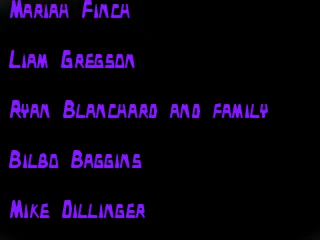 Mariah Finch
Liam Gregson
Ryan Blanchard and family
Bilbo Baggins
Mike Dillinger